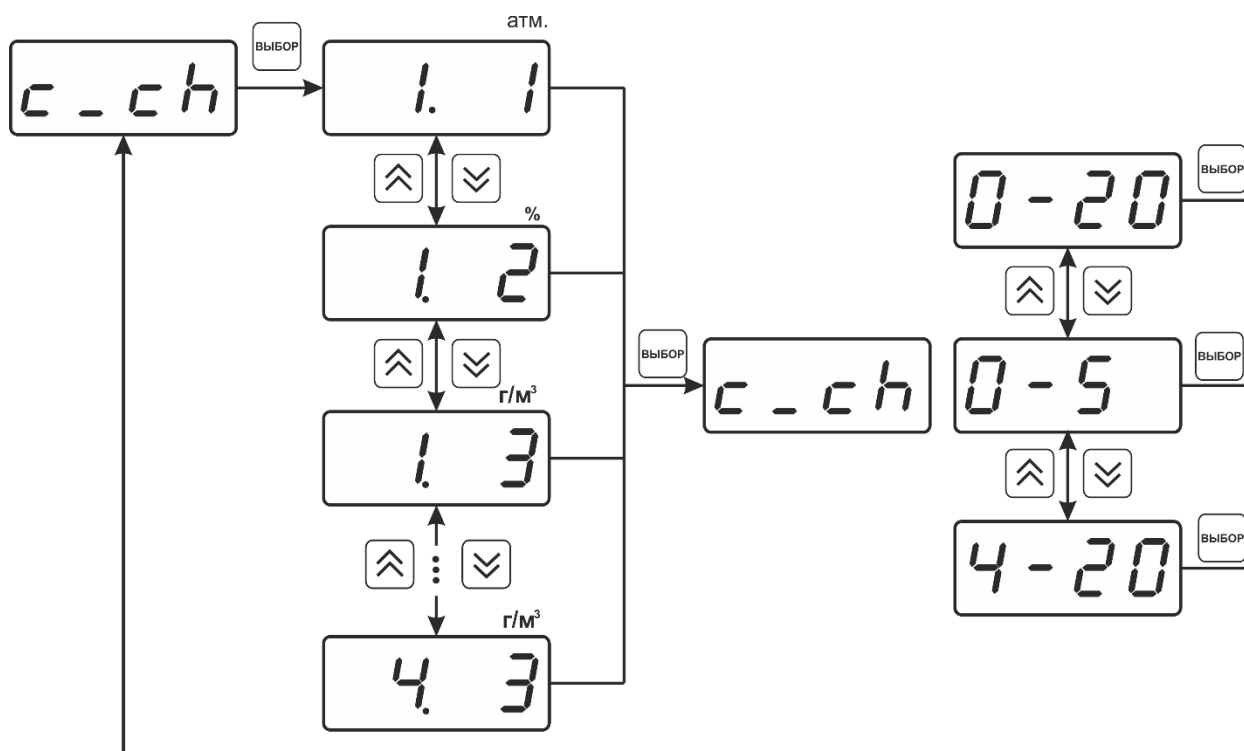 атм.
ВЫБОР
c_ch
1. 1
%
1. 2
г/м³
1. 3
г/м³
4. 3
ВЫБОР
c_ch
ВЫБОР
0-20
ВЫБОР
0-5
ВЫБОР
4-20